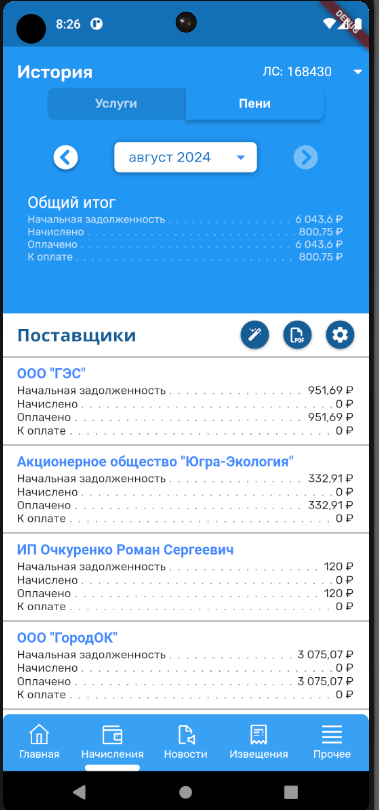 8:26
DEBUG
История
ЛС: 168430
Услуги
Пени
август 2024
Общий итог
Начальная задолженность 6 043,6 ₽
Начислено 800,75 ₽
Оплачено 6 043,6 ₽
К оплате 800,75 ₽
Поставщики
PDF
ООО "ГЭС"
Начальная задолженность 951,69 ₽
Начислено 0 ₽
Оплачено 951,69 ₽
К оплате 0 ₽
Акционерное общество "Югра-Экология"
Начальная задолженность 332,91 ₽
Начислено 0 ₽
Оплачено 332,91 ₽
К оплате 0 ₽
ИП Очкуренко Роман Сергеевич
Начальная задолженность 120 ₽
Начислено 0 ₽
Оплачено 120 ₽
К оплате 0 ₽
ООО "ГородОК"
Начальная задолженность 3 075,07 ₽
Начислено 0 ₽
Оплачено 3 075,07 ₽
К оплате 0 ₽
Главная
Начисления
Новости
Извещения
Прочее